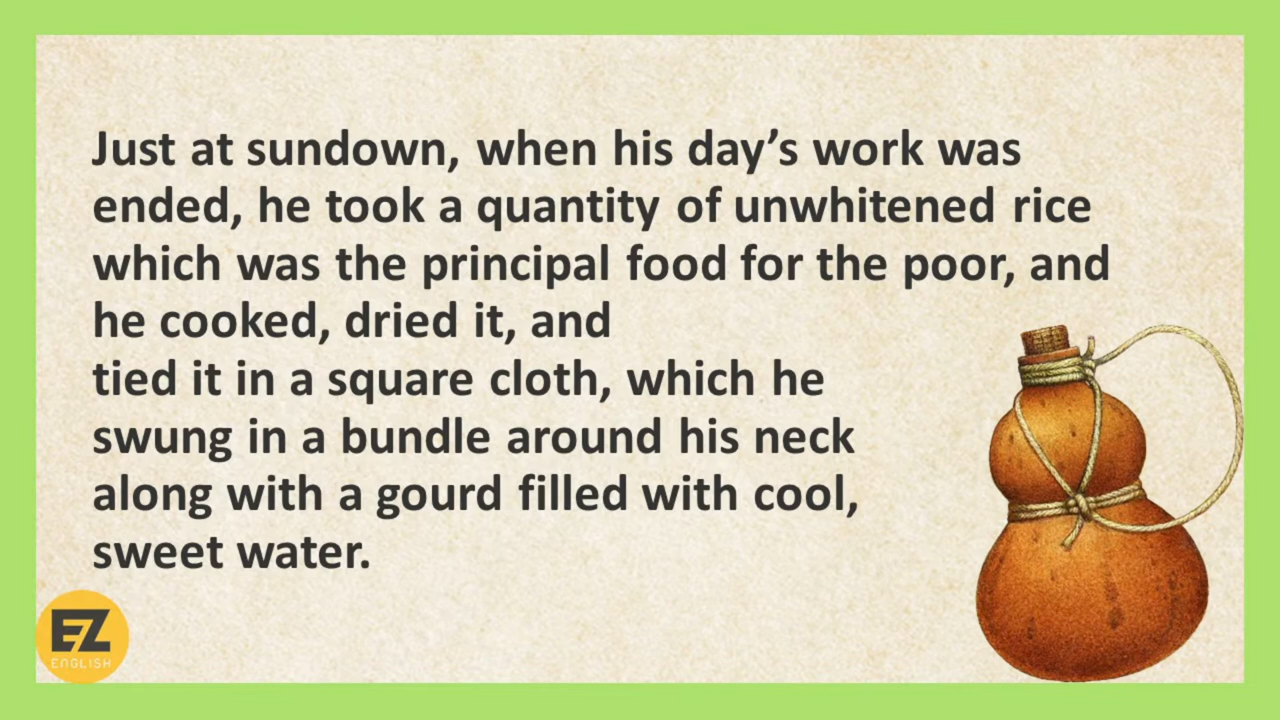 Just at sundown, when his day’s work was
ended, he took a quantity of unwhitened rice
which was the principal food for the poor, and
he cooked, dried it, and
tied it in a square cloth, which he
swung in a bundle around his neck
along with a gourd filled with cool,
sweet water.
EZ
ENGLISH